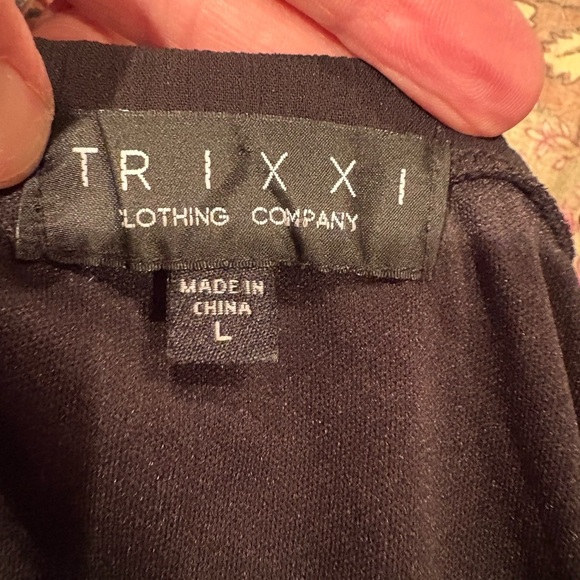 TRIXXI
CLOTHING COMPANY
MADE IN
CHINA
L